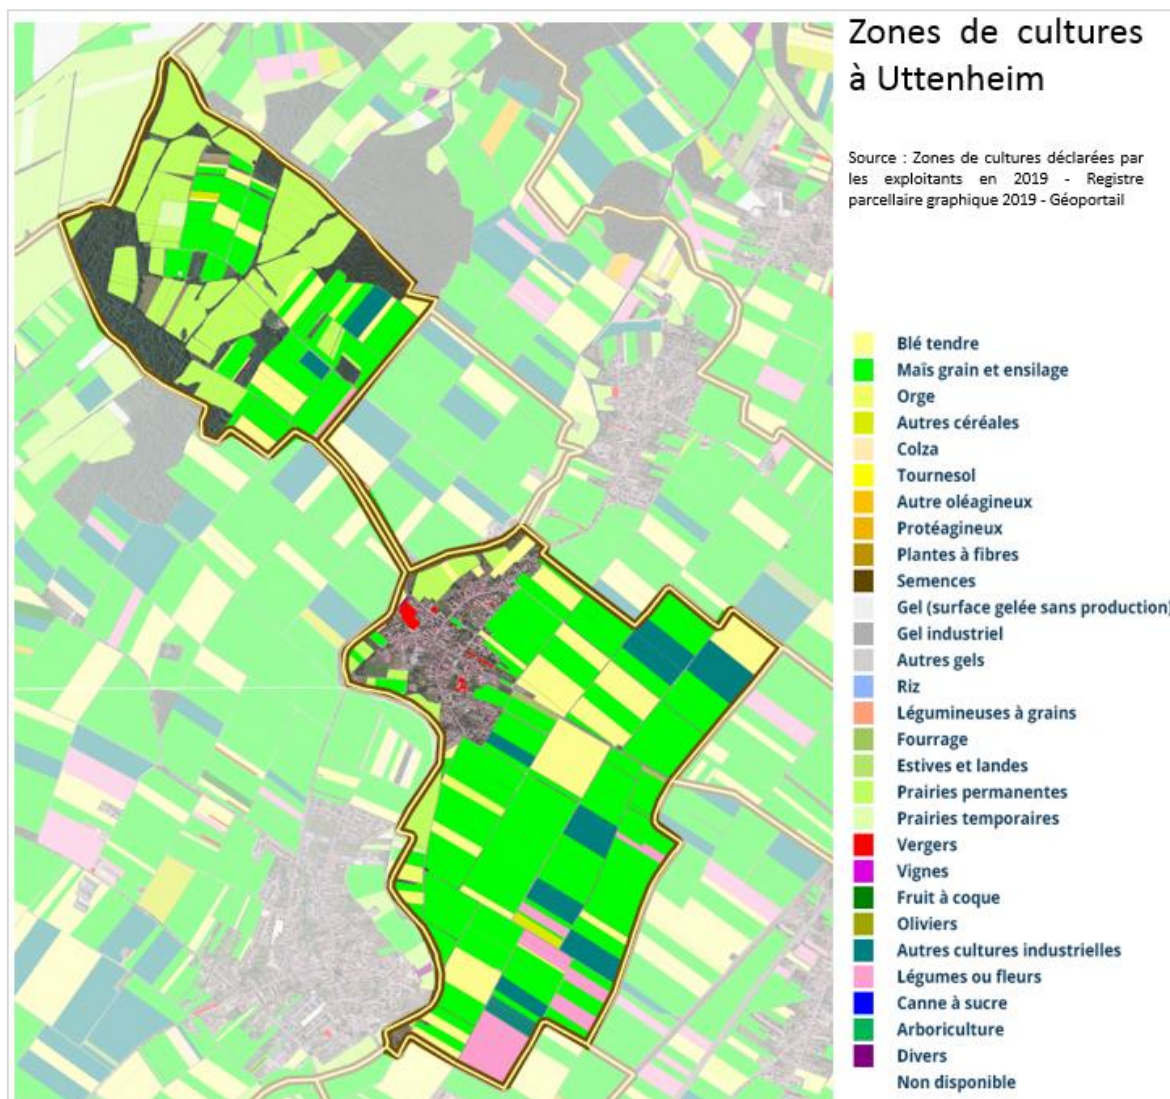 Zones de cultures
à Uttenheim
Source : Zones de cultures déclarées par
les exploitants en 2019 - Registre
parcellaire graphique 2019 - Géoportail
Blé tendre
Maïs grain et ensilage
Orge
Autres céréales
Colza
Tournesol
Autre oléagineux
Protéagineux
Plantes à fibres
Semences
Gel (surface gelée sans production)
Gel industriel
Autres gels
Riz
Légumineuses à grains
Fourrage
Estives et landes
Prairies permanentes
Prairies temporaires
Vergers
Vignes
Fruit à coque
Oliviers
Autres cultures industrielles
Légumes ou fleurs
Canne à sucre
Arboriculture
Divers
Non disponible